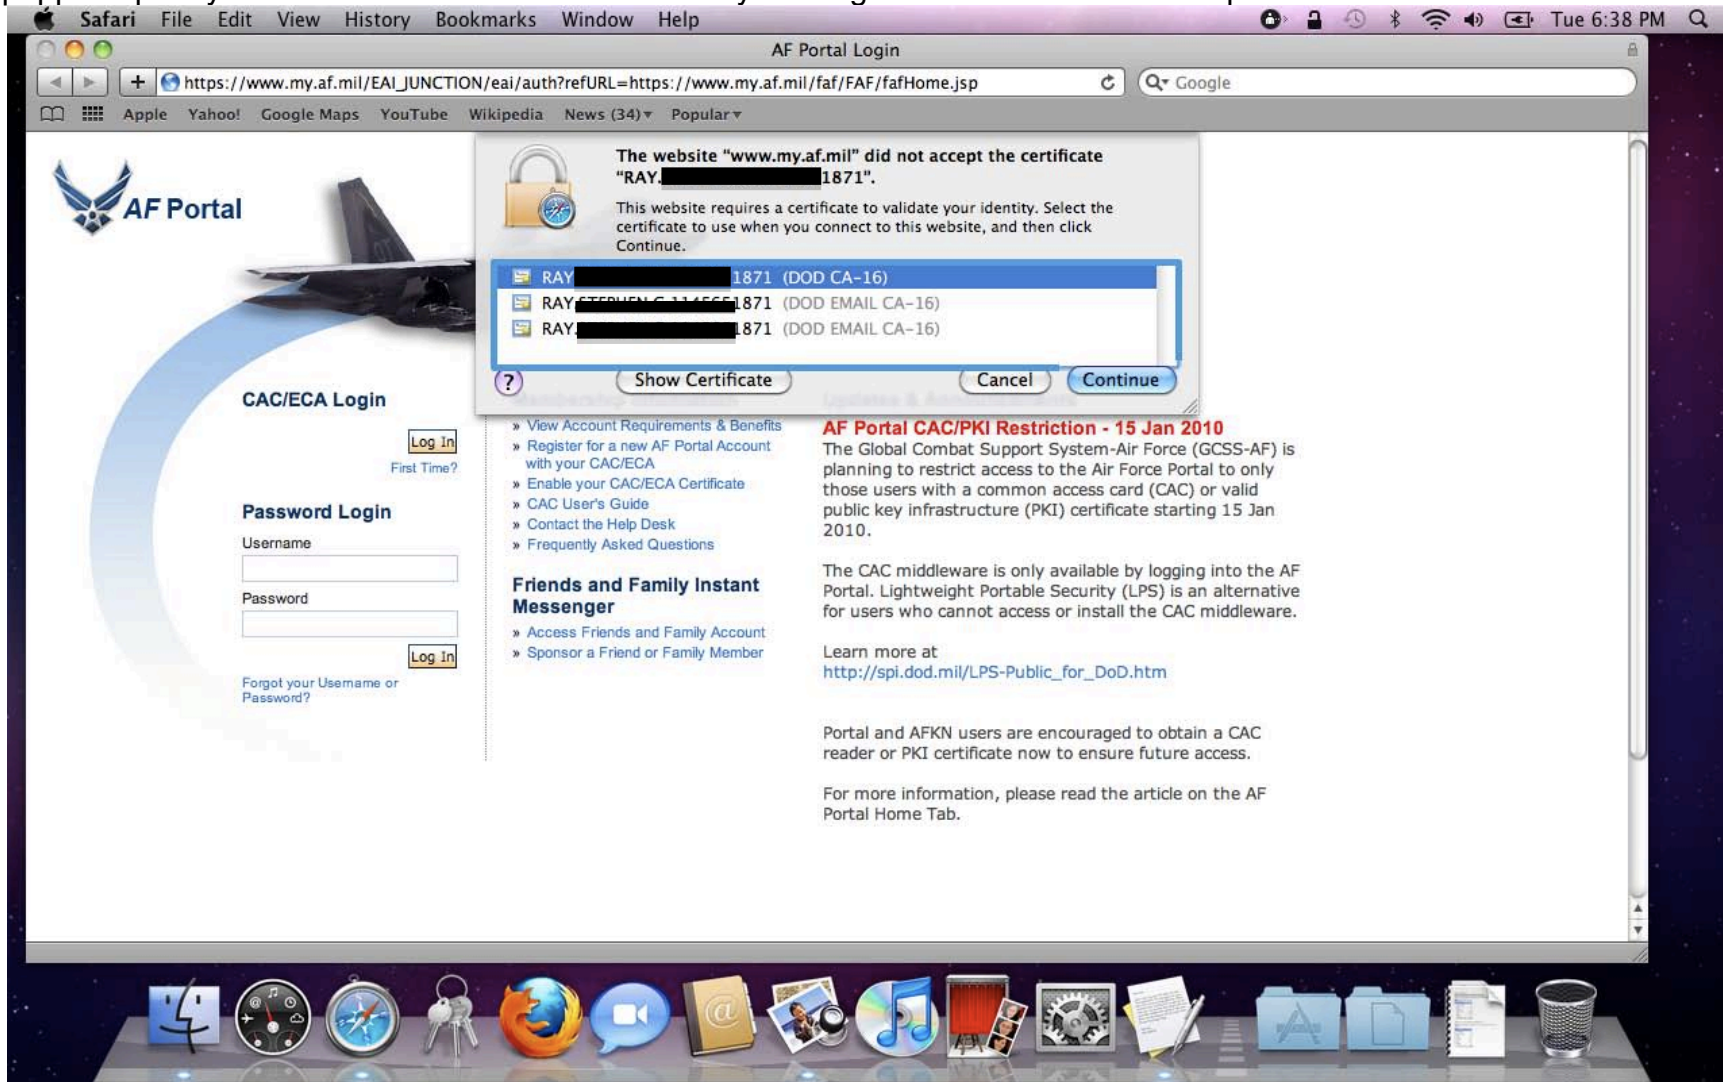 Safari File Edit View History Bookmarks Window Help Tue 6:38 PM
AF Portal Login
https://www.my.af.mil/EAI_JUNCTION/eai/auth?refURL=https://www.my.af.mil/faf/FAF/fafHome.jsp Google
Apple Yahoo! Google Maps YouTube Wikipedia News (34) Popular
The website “www.my.af.mil” did not accept the certificate
“RAY. 1871”.
This website requires a certificate to validate your identity. Select the
certificate to use when you connect to this website, and then click
Continue.
RAY 1871 (DOD CA-16)
RAY 1871 (DOD EMAIL CA-16)
RAY. 1871 (DOD EMAIL CA-16)
? Show Certificate Cancel Continue
AF Portal
CAC/ECA Login
Log In
First Time?
Password Login
Username
Password
Log In
Forgot your Username or
Password?
» View Account Requirements & Benefits
» Register for a new AF Portal Account
with your CAC/ECA
» Enable your CAC/ECA Certificate
» CAC User's Guide
» Contact the Help Desk
» Frequently Asked Questions
Friends and Family Instant
Messenger
» Access Friends and Family Account
» Sponsor a Friend or Family Member
AF Portal CAC/PKI Restriction - 15 Jan 2010
The Global Combat Support System-Air Force (GCSS-AF) is
planning to restrict access to the Air Force Portal to only
those users with a common access card (CAC) or valid
public key infrastructure (PKI) certificate starting 15 Jan
2010.
The CAC middleware is only available by logging into the AF
Portal. Lightweight Portable Security (LPS) is an alternative
for users who cannot access or install the CAC middleware.
Learn more at
http://spi.dod.mil/LPS-Public_for_DoD.htm
Portal and AFKN users are encouraged to obtain a CAC
reader or PKI certificate now to ensure future access.
For more information, please read the article on the AF
Portal Home Tab.